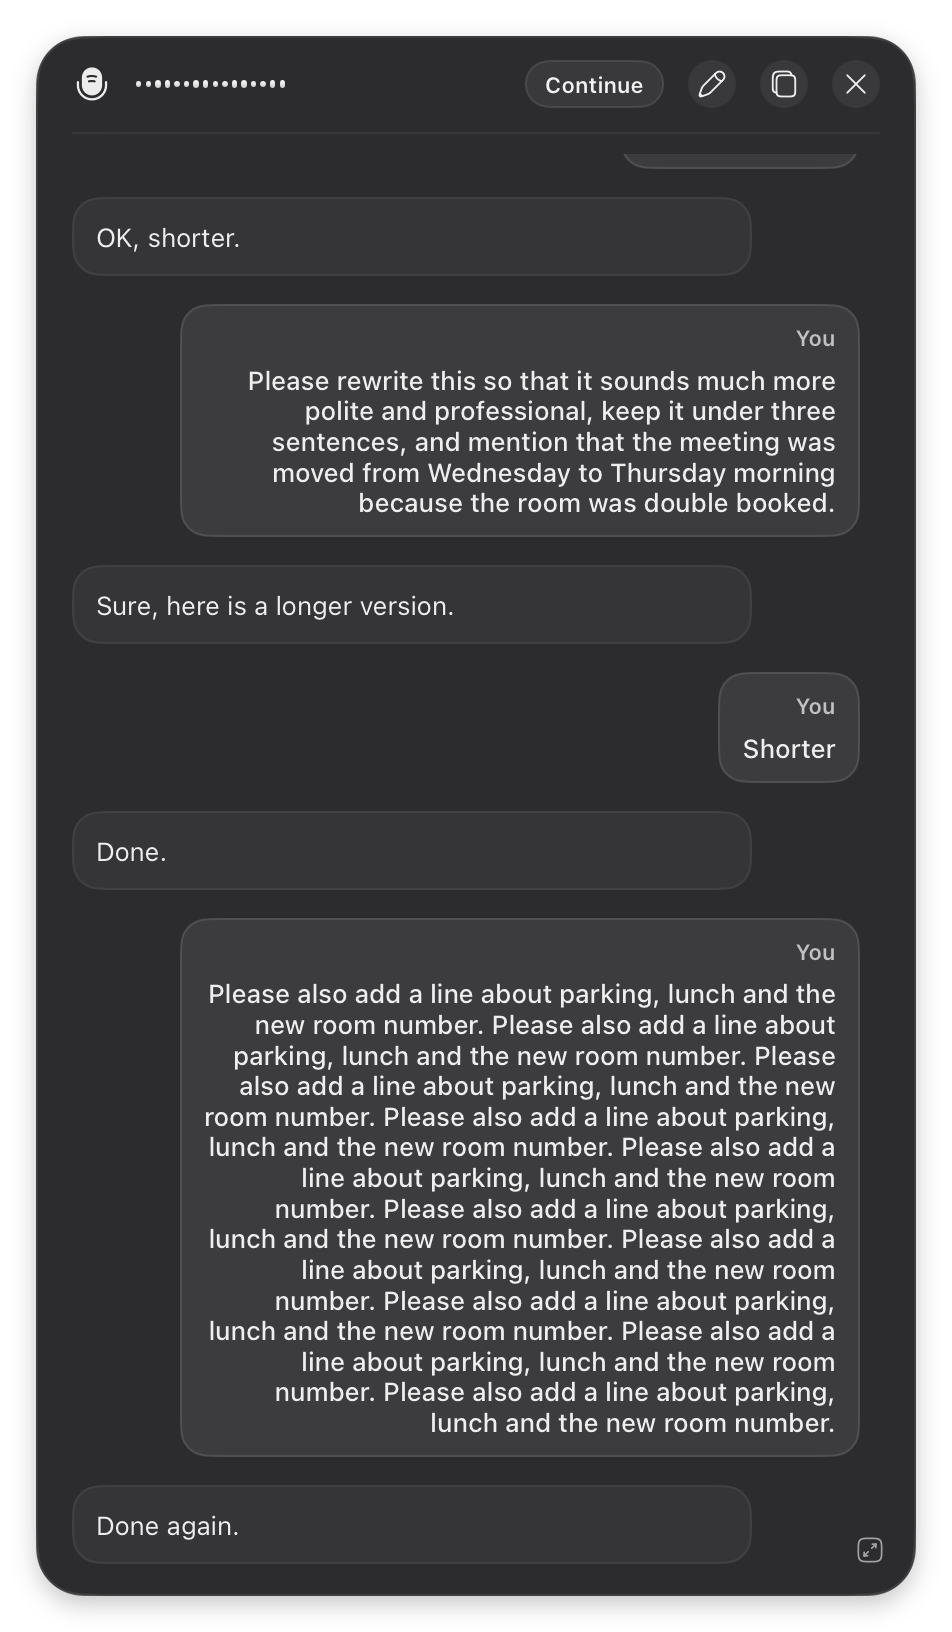 Continue
OK, shorter.
You
Please rewrite this so that it sounds much more
polite and professional, keep it under three
sentences, and mention that the meeting was
moved from Wednesday to Thursday morning
because the room was double booked.
Sure, here is a longer version.
You
Shorter
Done.
You
Please also add a line about parking, lunch and the
new room number. Please also add a line about
parking, lunch and the new room number. Please
also add a line about parking, lunch and the new
room number. Please also add a line about parking,
lunch and the new room number. Please also add a
line about parking, lunch and the new room
number. Please also add a line about parking,
lunch and the new room number. Please also add a
line about parking, lunch and the new room
number. Please also add a line about parking,
lunch and the new room number. Please also add a
line about parking, lunch and the new room
number. Please also add a line about parking,
lunch and the new room number.
Done again.